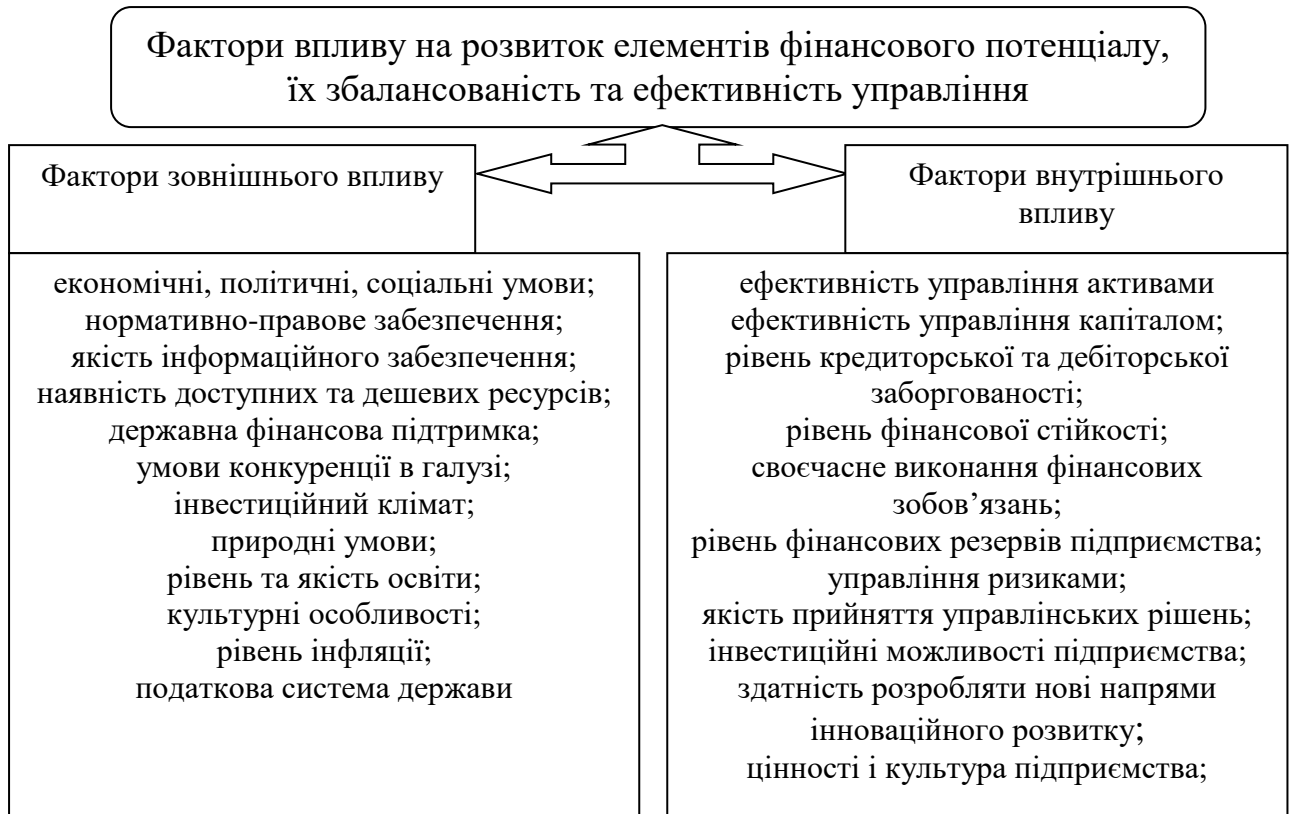 Фактори впливу на розвиток елементів фінансового потенціалу,
їх збалансованість та ефективність управління
Фактори зовнішнього впливу
економічні, політичні, соціальні умови;
нормативно-правове забезпечення;
якість інформаційного забезпечення;
наявність доступних та дешевих ресурсів;
державна фінансова підтримка;
умови конкуренції в галузі;
інвестиційний клімат;
природні умови;
рівень та якість освіти;
культурні особливості;
рівень інфляції;
податкова система держави
Фактори внутрішнього
впливу
ефективність управління активами
ефективність управління капіталом;
рівень кредиторської та дебіторської
заборгованості;
рівень фінансової стійкості;
своєчасне виконання фінансових
зобов’язань;
рівень фінансових резервів підприємства;
управління ризиками;
якість прийняття управлінських рішень;
інвестиційні можливості підприємства;
здатність розробляти нові напрями
інноваційного розвитку;
цінності і культура підприємства;